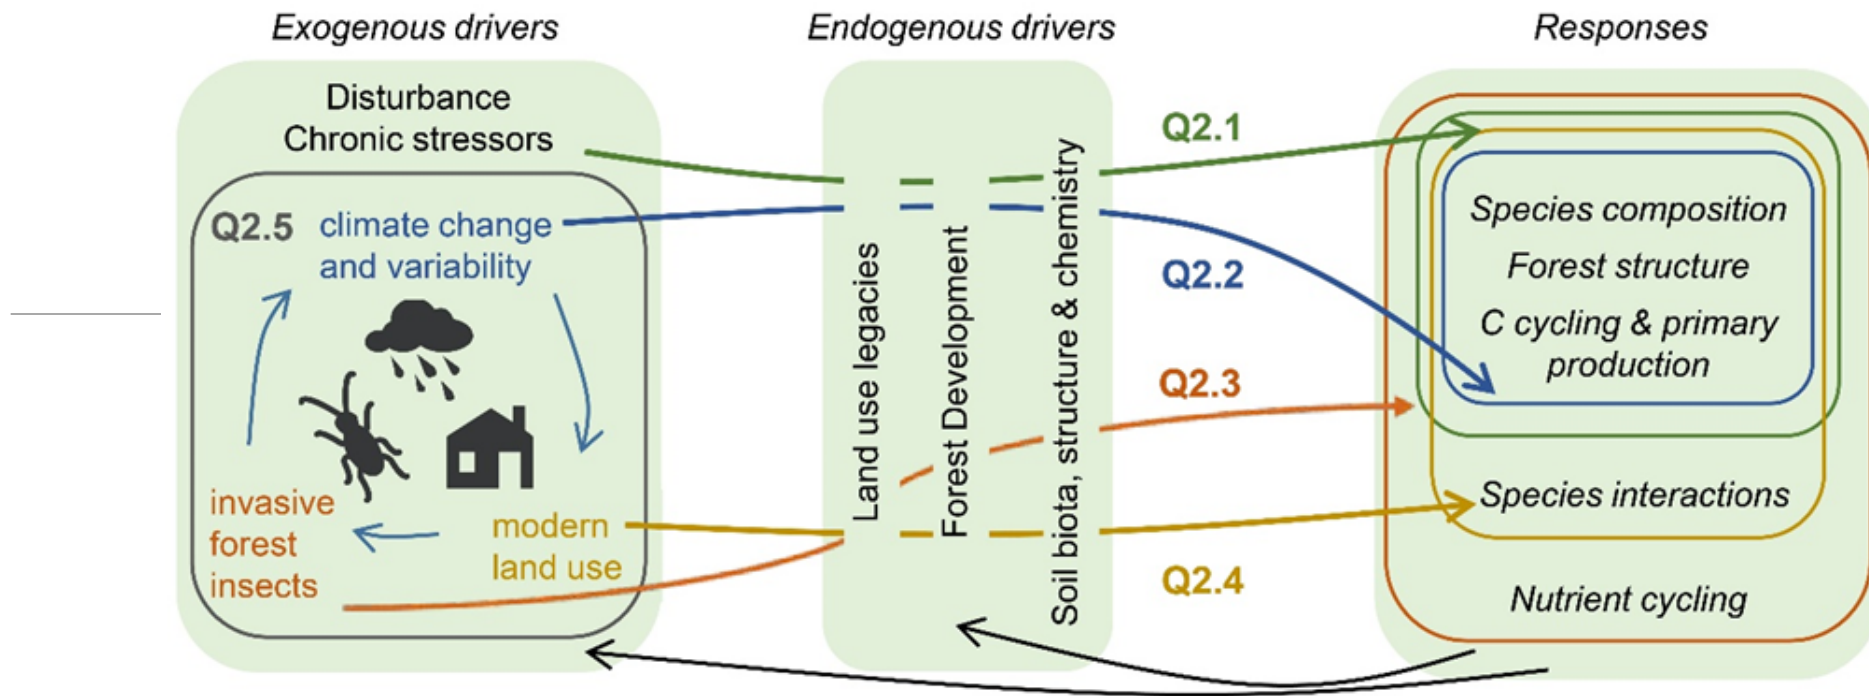 Exogenous drivers
Endogenous drivers
Responses
Disturbance
Chronic stressors
Q2.5
climate change
and variability
invasive
forest
insects
modern
land use
Land use legacies
Forest Development
Soil biota, structure & chemistry
Q2.1
Q2.2
Q2.3
Q2.4
Species composition
Forest structure
C cycling & primary
production
Species interactions
Nutrient cycling